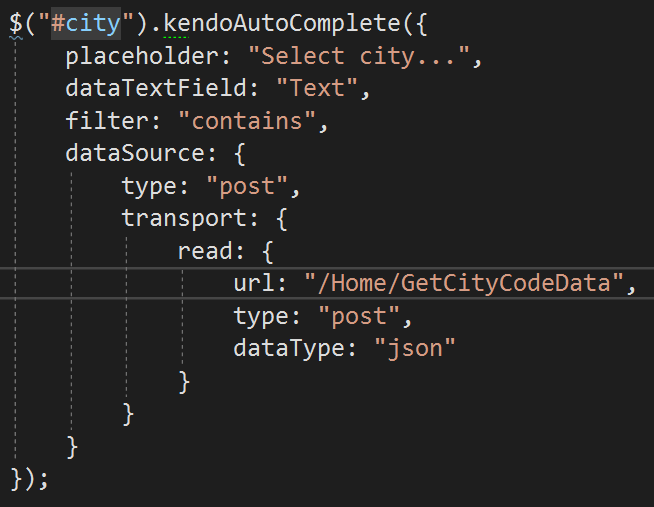 $("#city").kendoAutoComplete({
    placeholder: "Select city...",
    dataTextField: "Text",
    filter: "contains",
    dataSource: {
        type: "post",
        transport: {
            read: {
                url: "/Home/GetCityCodeData",
                type: "post",
                dataType: "json"
            }
        }
    }
});